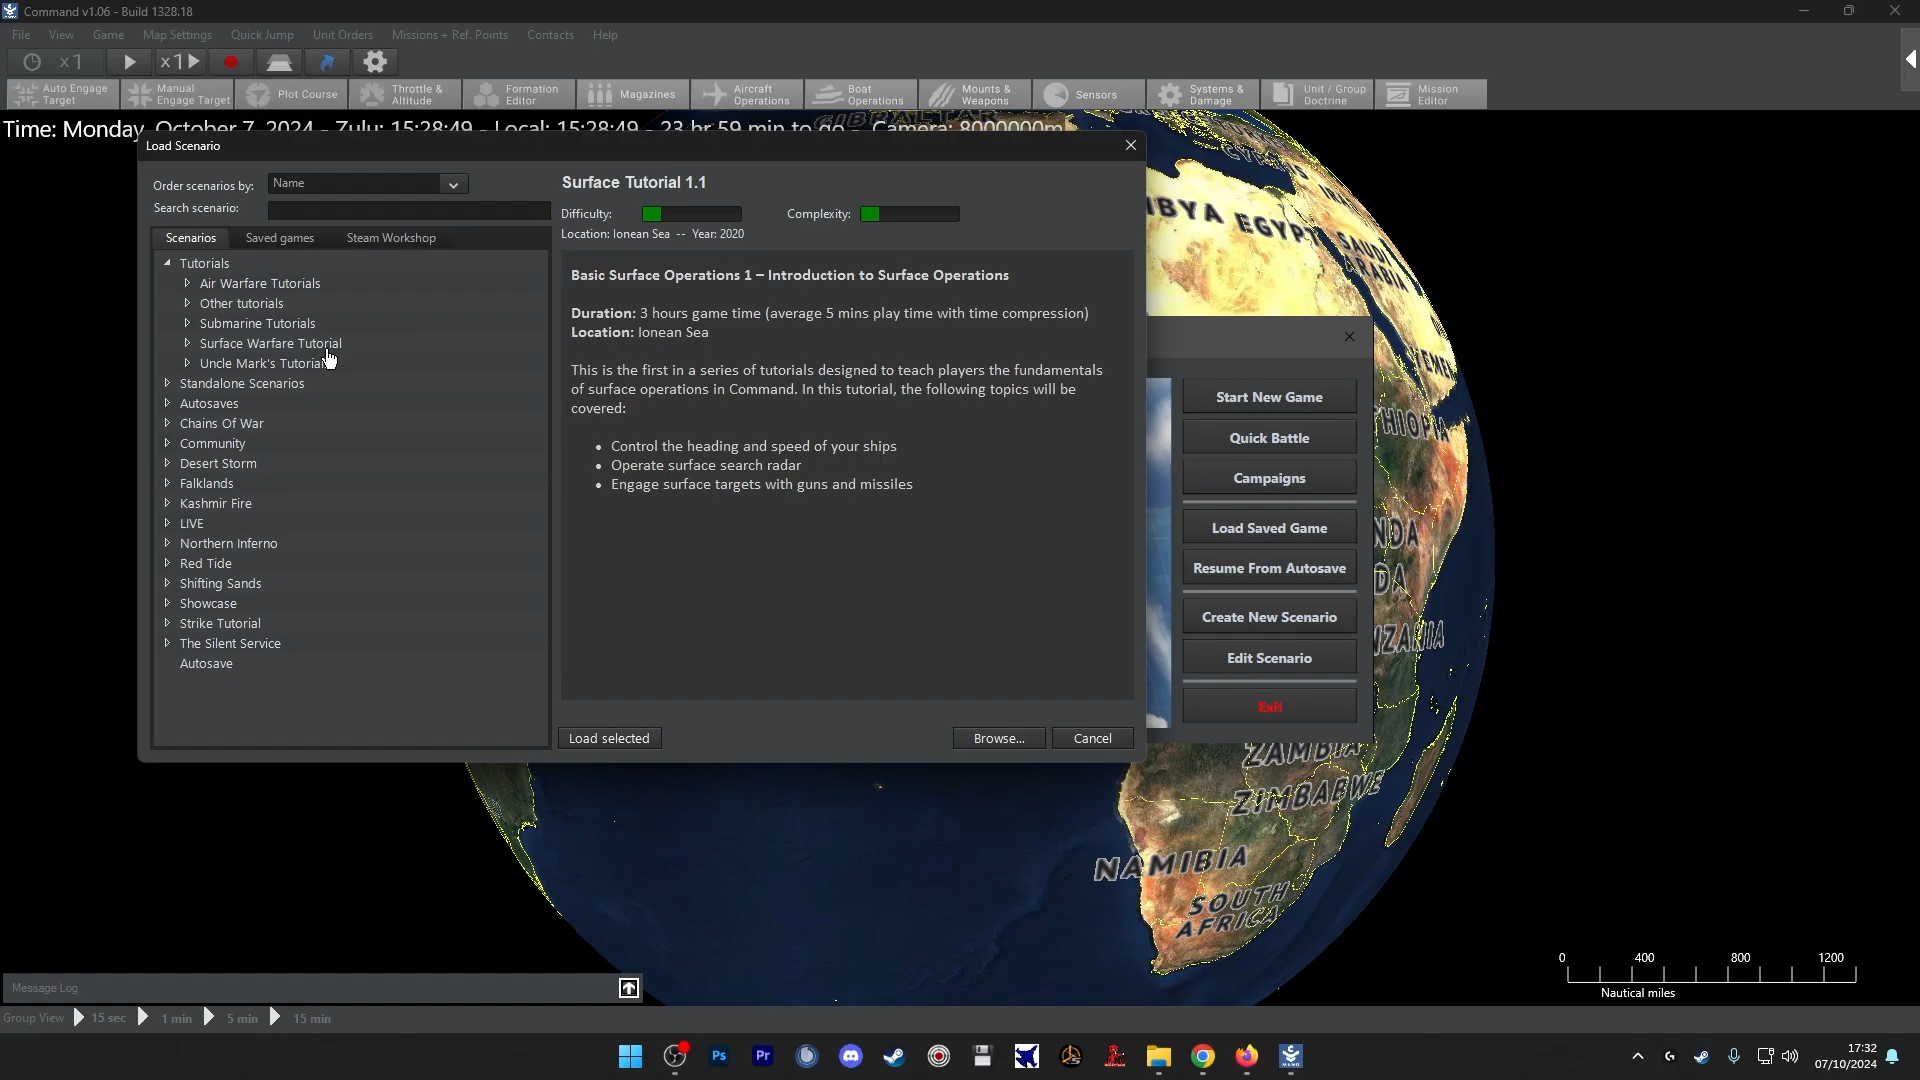 Command v1.06 - Build 1328.18
File View Game Map Settings Quick Jump Unit Orders Missions + Ref. Points Contacts Help
x1 x1
Auto Engage Target
Manual Engage Target
Plot Course
Throttle & Altitude
Formation Editor
Magazines
Aircraft Operations
Boat Operations
Mounts & Weapons
Sensors
Systems & Damage
Unit / Group Doctrine
Mission Editor
Time: Monday, October 7, 2024 - Zulu: 15:28:49 - Local: 15:28:49 - 23 hr 59 min to go - Camera: 8000000m
GIBRALTAR
Load Scenario
Order scenarios by: Name
Search scenario:
Scenarios Saved games Steam Workshop
Tutorials
Air Warfare Tutorials
Other tutorials
Submarine Tutorials
Surface Warfare Tutorial
Uncle Mark's Tutorial
Standalone Scenarios
Autosaves
Chains Of War
Community
Desert Storm
Falklands
Kashmir Fire
LIVE
Northern Inferno
Red Tide
Shifting Sands
Showcase
Strike Tutorial
The Silent Service
Autosave
Surface Tutorial 1.1
Difficulty: Complexity:
Location: Ionean Sea -- Year: 2020
Basic Surface Operations 1 – Introduction to Surface Operations
Duration: 3 hours game time (average 5 mins play time with time compression)
Location: Ionean Sea
This is the first in a series of tutorials designed to teach players the fundamentals
of surface operations in Command. In this tutorial, the following topics will be
covered:
• Control the heading and speed of your ships
• Operate surface search radar
• Engage surface targets with guns and missiles
Load selected Browse... Cancel
Start New Game
Quick Battle
Campaigns
Load Saved Game
Resume From Autosave
Create New Scenario
Edit Scenario
Exit
IBYA EGYPT
SAUDI
ARABIA
YEMEN
THIOPIA
NDA
DA
NZANIA
ZAMBIA
ZIMBABWE
NAMIBIA
SOUTH
AFRICA
0 400 800 1200
Nautical miles
Message Log
Group View 15 sec 1 min 5 min 15 min
Ps Pr
17:32
07/10/2024